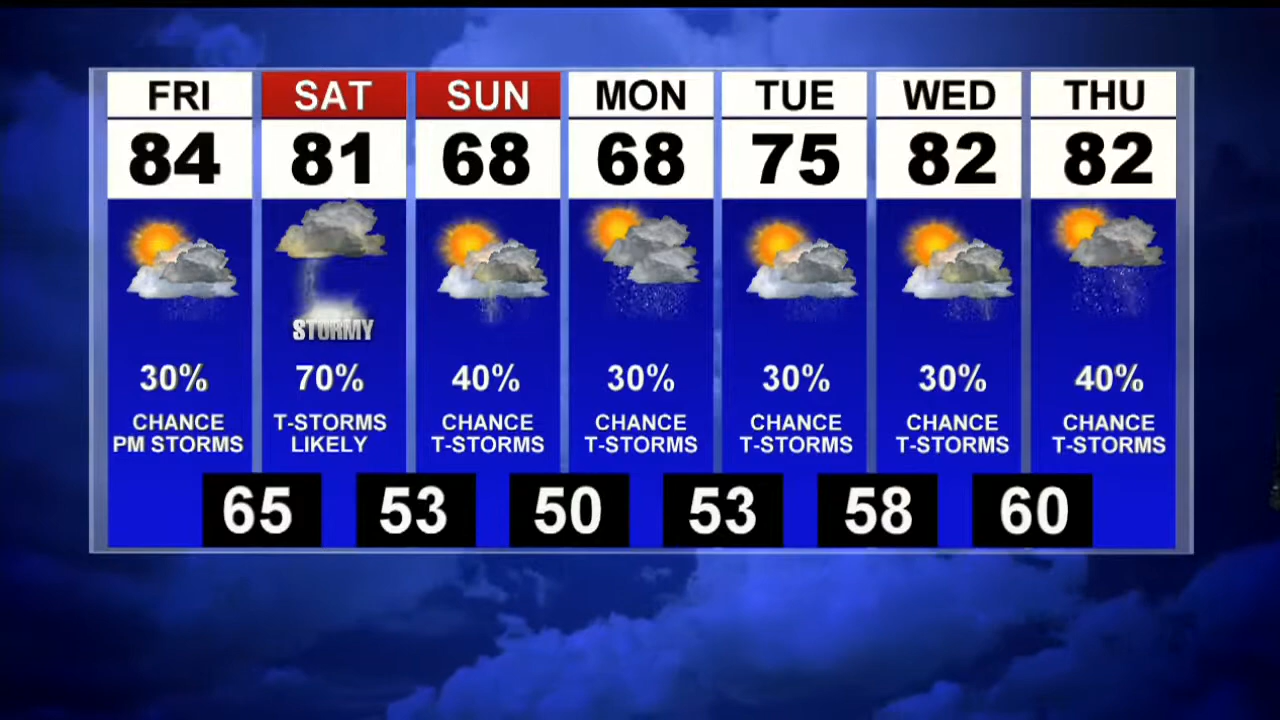 FRI SAT SUN MON TUE WED THU
84 81 68 68 75 82 82
STORMY
30% 70% 40% 30% 30% 30% 40%
CHANCE T-STORMS CHANCE CHANCE CHANCE CHANCE CHANCE
PM STORMS LIKELY T-STORMS T-STORMS T-STORMS T-STORMS T-STORMS
65 53 50 53 58 60